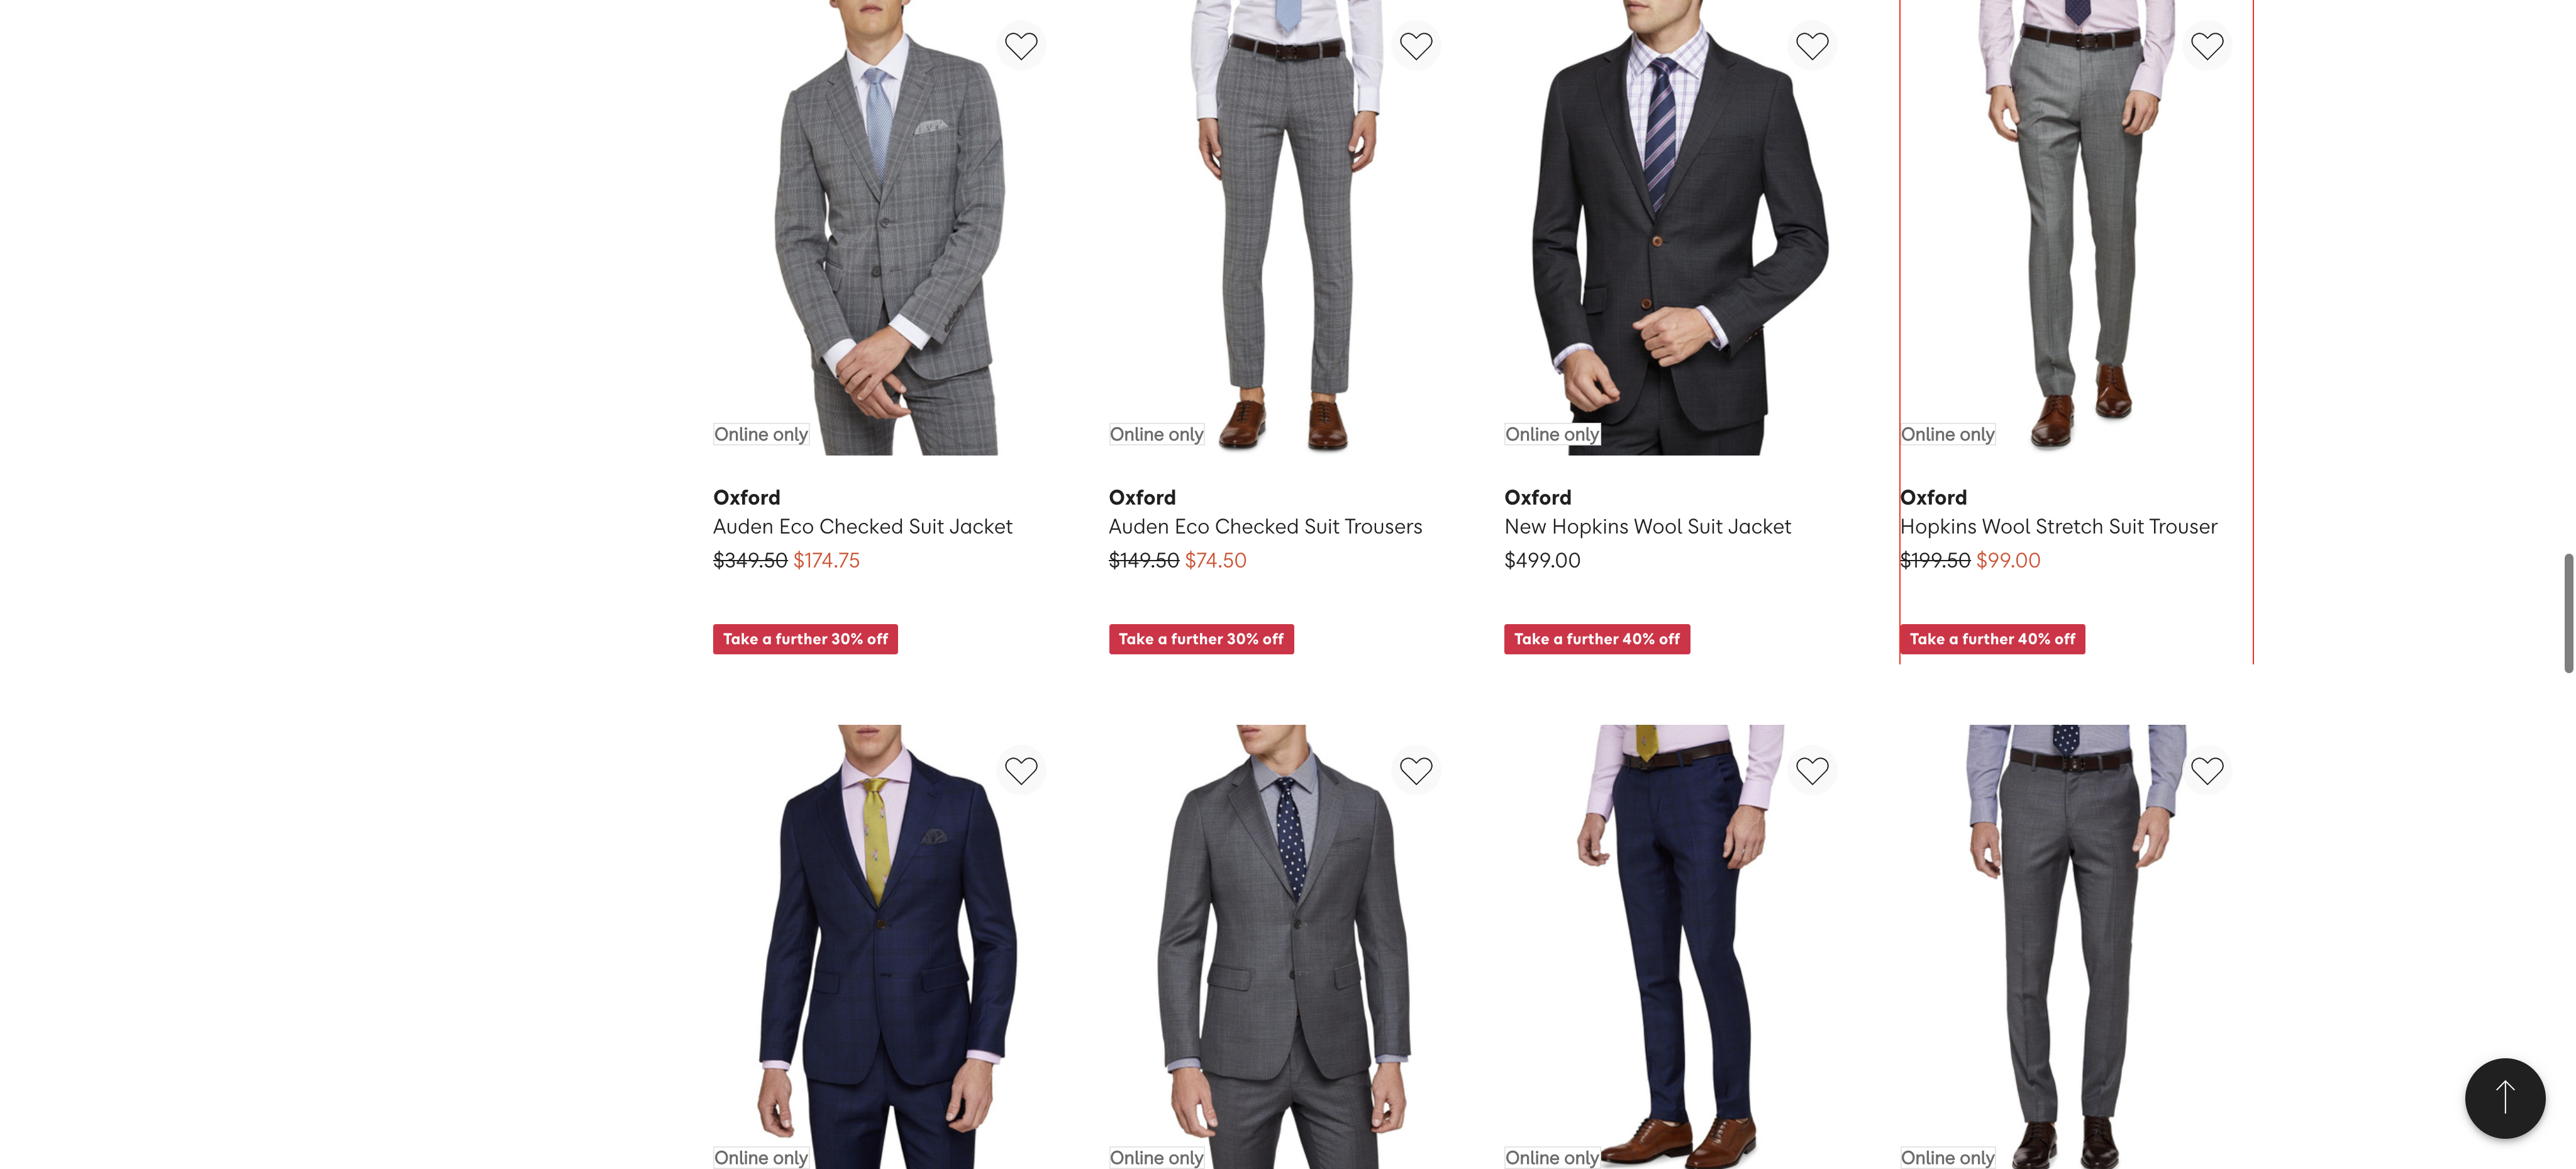 Online only
Online only
Online only
Online only
Oxford
Auden Eco Checked Suit Jacket
$349.50 $174.75
Take a further 30% off
Oxford
Auden Eco Checked Suit Trousers
$149.50 $74.50
Take a further 30% off
Oxford
New Hopkins Wool Suit Jacket
$499.00
Take a further 40% off
Oxford
Hopkins Wool Stretch Suit Trouser
$199.50 $99.00
Take a further 40% off
Online only
Online only
Online only
Online only